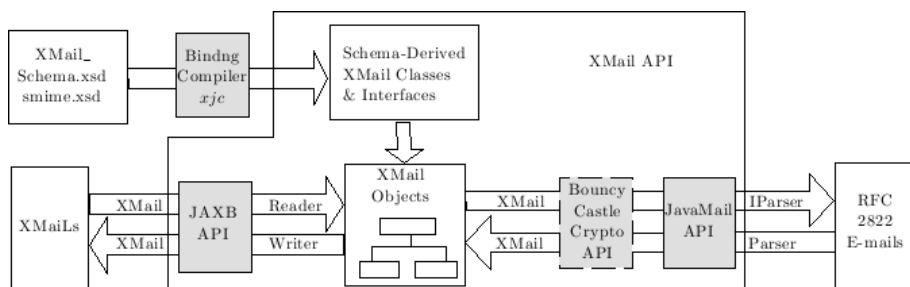 XMail_
Schema.xsd
smime.xsd
Bindng
Compiler
xjc
Schema-Derived
XMail Classes
& Interfaces
XMail API
XMaiLs
XMail
XMail
JAXB
API
Reader
Writer
XMail
Objects
XMail
XMail
Bouncy
Castle
Crypto
API
JavaMail
API
IParser
Parser
RFC
2822
E-mails